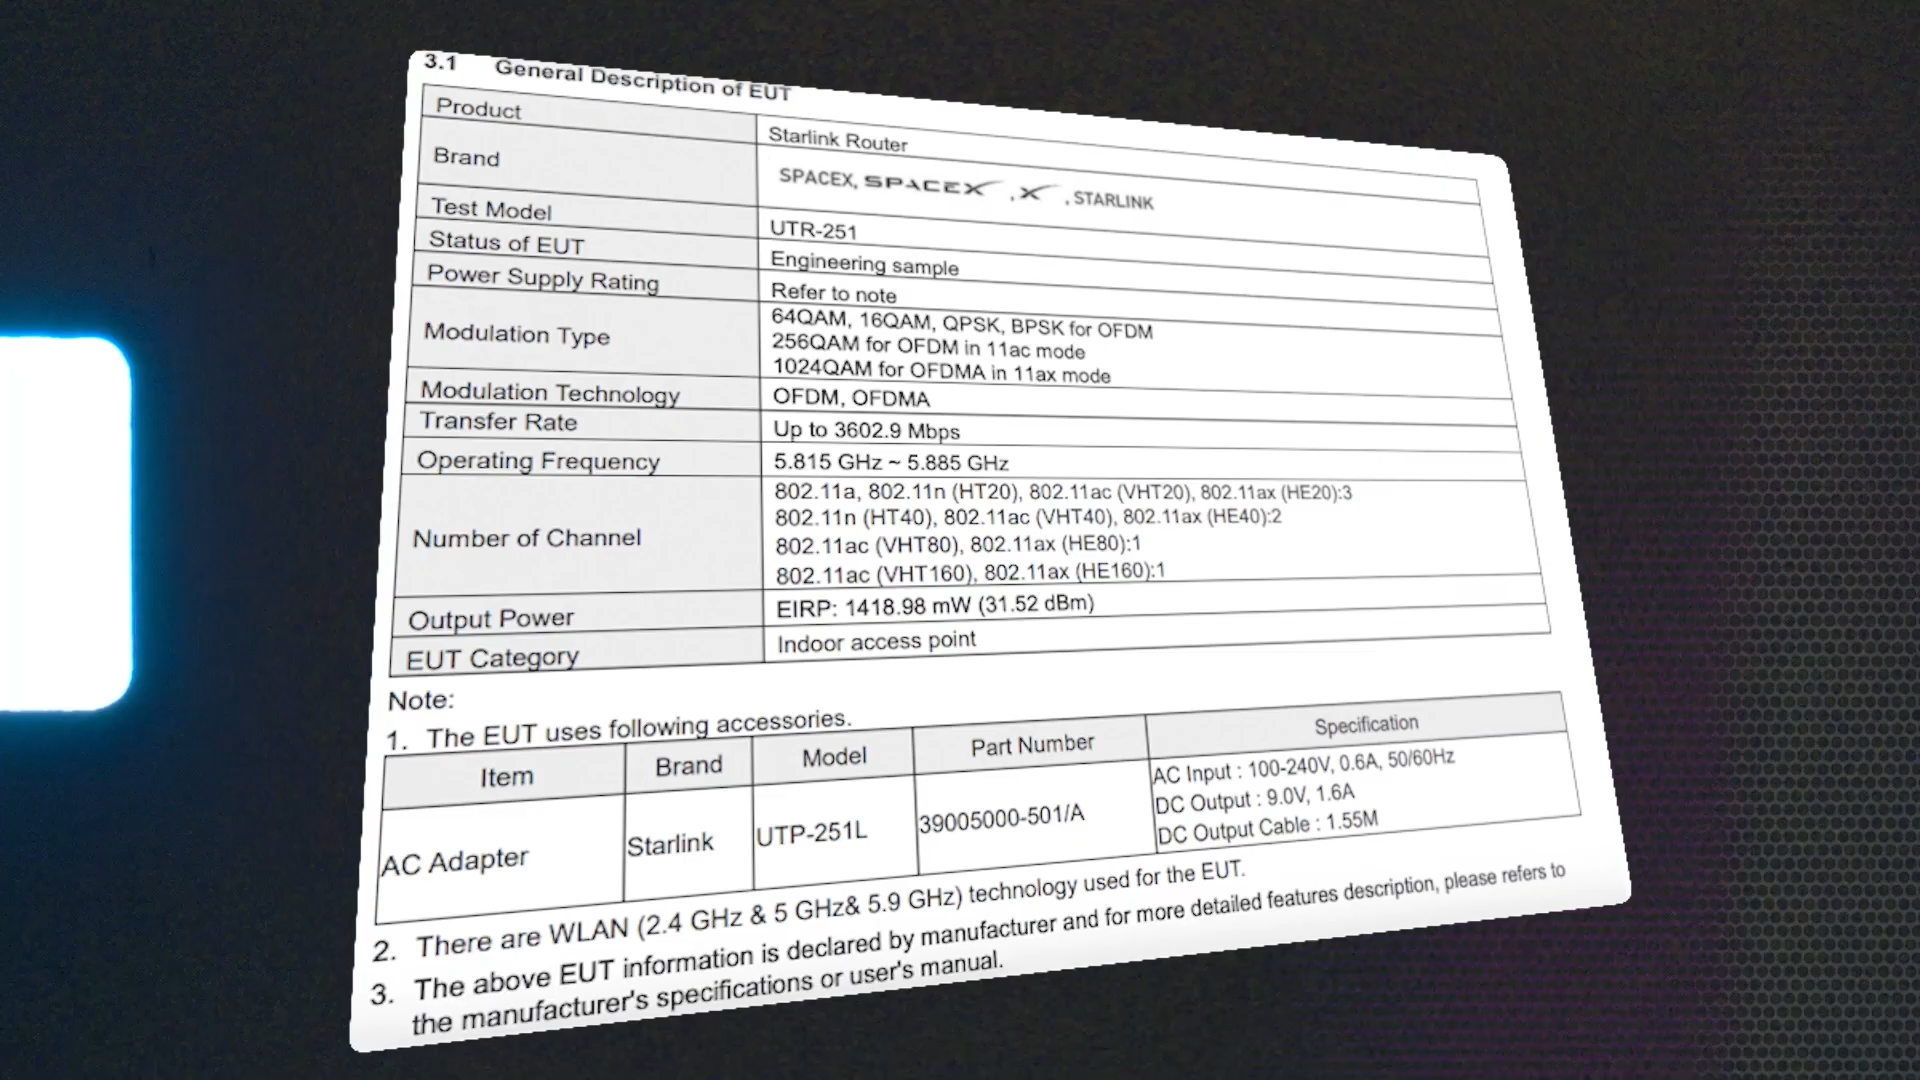 3.1 General Description of EUT
Product Starlink Router
Brand SPACEX, SPACEX, X, STARLINK
Test Model UTR-251
Status of EUT Engineering sample
Power Supply Rating Refer to note
Modulation Type 64QAM, 16QAM, QPSK, BPSK for OFDM
256QAM for OFDM in 11ac mode
1024QAM for OFDMA in 11ax mode
Modulation Technology OFDM, OFDMA
Transfer Rate Up to 3602.9 Mbps
Operating Frequency 5.815 GHz ~ 5.885 GHz
Number of Channel 802.11a, 802.11n (HT20), 802.11ac (VHT20), 802.11ax (HE20):3
802.11n (HT40), 802.11ac (VHT40), 802.11ax (HE40):2
802.11ac (VHT80), 802.11ax (HE80):1
802.11ac (VHT160), 802.11ax (HE160):1
Output Power EIRP: 1418.98 mW (31.52 dBm)
EUT Category Indoor access point
Note:
1. The EUT uses following accessories.
Item Brand Model Part Number Specification
AC Adapter Starlink UTP-251L 39005000-501/A AC Input : 100-240V, 0.6A, 50/60Hz
DC Output : 9.0V, 1.6A
DC Output Cable : 1.55M
2. There are WLAN (2.4 GHz & 5 GHz& 5.9 GHz) technology used for the EUT.
3. The above EUT information is declared by manufacturer and for more detailed features description, please refers to
the manufacturer's specifications or user's manual.